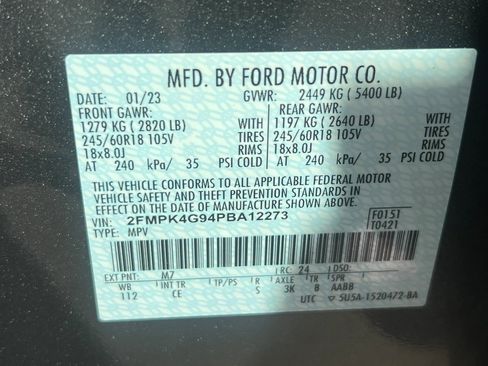 MFD. BY FORD MOTOR CO.
DATE: 01/23 GVWR: 2449 KG ( 5400 LB)
FRONT GAWR: REAR GAWR:
1279 KG ( 2820 LB) WITH 1197 KG ( 2640 LB) WITH
245/60R18 105V TIRES 245/60R18 105V TIRES
18x8.0J RIMS 18x8.0J RIMS
AT 240 kPa/ 35 PSI COLD AT 240 kPa/ 35 PSI COLD
THIS VEHICLE CONFORMS TO ALL APPLICABLE FEDERAL MOTOR
VEHICLE SAFETY AND THEFT PREVENTION STANDARDS IN
EFFECT ON THE DATE OF MANUFACTURE SHOWN ABOVE.
VIN: 2FMPK4G94PBA12273 F0151
TYPE: MPV T0421
EXT PNT: M7 RC: 24 DSO:
WB INT TR TP/PS R AXLE TR SPR
112 CE S 3K B AABB
UTC ▽ 5U5A-1520472-BA